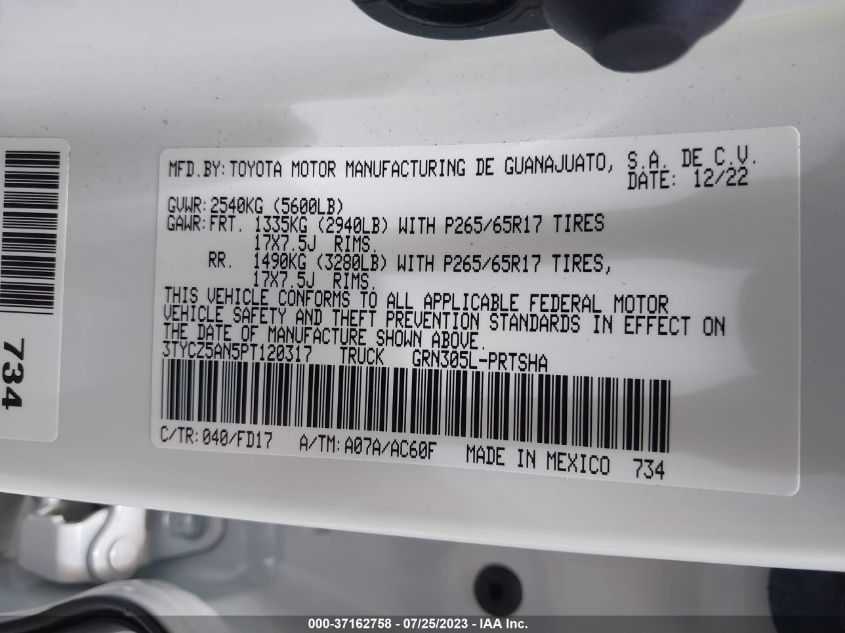 MFD.BY:TOYOTA MOTOR MANUFACTURING DE GUANAJUATO, S.A. DE C.V.
DATE: 12/22
GVWR:2540KG (5600LB)
GAWR:FRT. 1335KG (2940LB) WITH P265/65R17 TIRES
17X7.5J RIMS.
RR. 1490KG (3280LB) WITH P265/65R17 TIRES,
17X7.5J RIMS.
THIS VEHICLE CONFORMS TO ALL APPLICABLE FEDERAL MOTOR
VEHICLE SAFETY AND THEFT PREVENTION STANDARDS IN EFFECT ON
THE DATE OF MANUFACTURE SHOWN ABOVE.
3TYCZ5AN5PT120317 TRUCK GRN305L-PRTSHA
C/TR:040/FD17 A/TM:A07A/AC60F MADE IN MEXICO 734
734
000-37162758 - 07/25/2023 - IAA Inc.